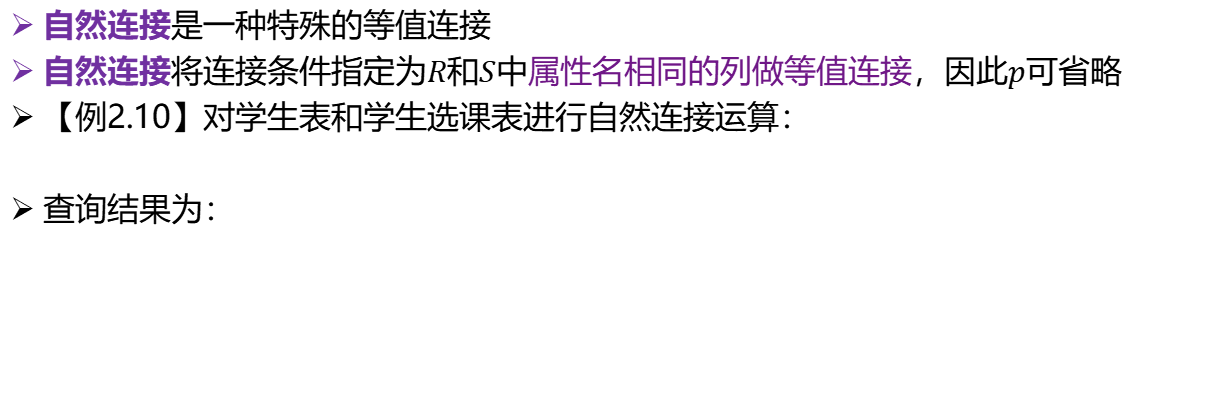 ➢ 自然连接是一种特殊的等值连接
➢ 自然连接将连接条件指定为R和S中属性名相同的列做等值连接，因此p可省略
➢ 【例2.10】对学生表和学生选课表进行自然连接运算：
➢ 查询结果为：